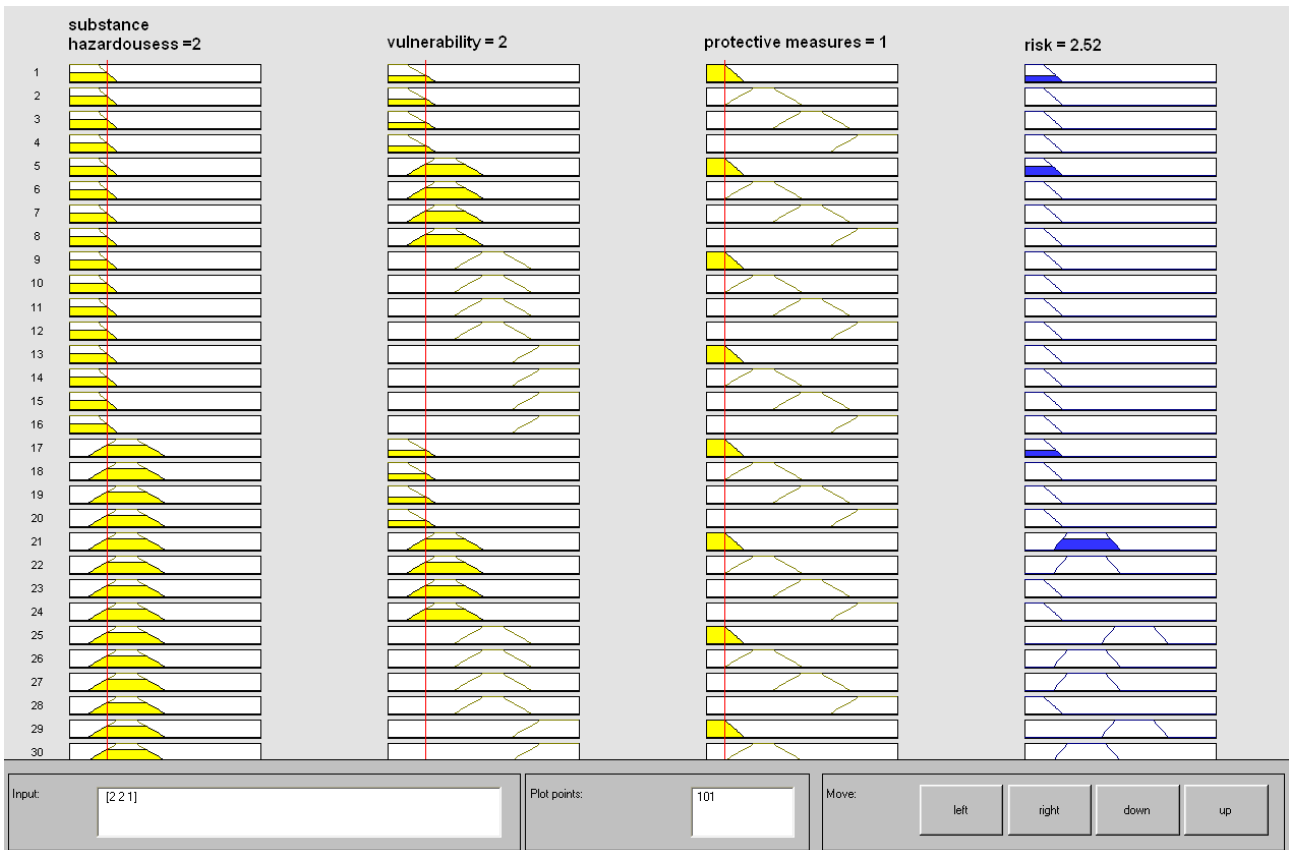 substance
hazardousess =2
vulnerability = 2
protective measures = 1
risk = 2.52
1
2
3
4
5
6
7
8
9
10
11
12
13
14
15
16
17
18
19
20
21
22
23
24
25
26
27
28
29
30
Input:
[2 2 1]
Plot points:
101
Move:
left
right
down
up